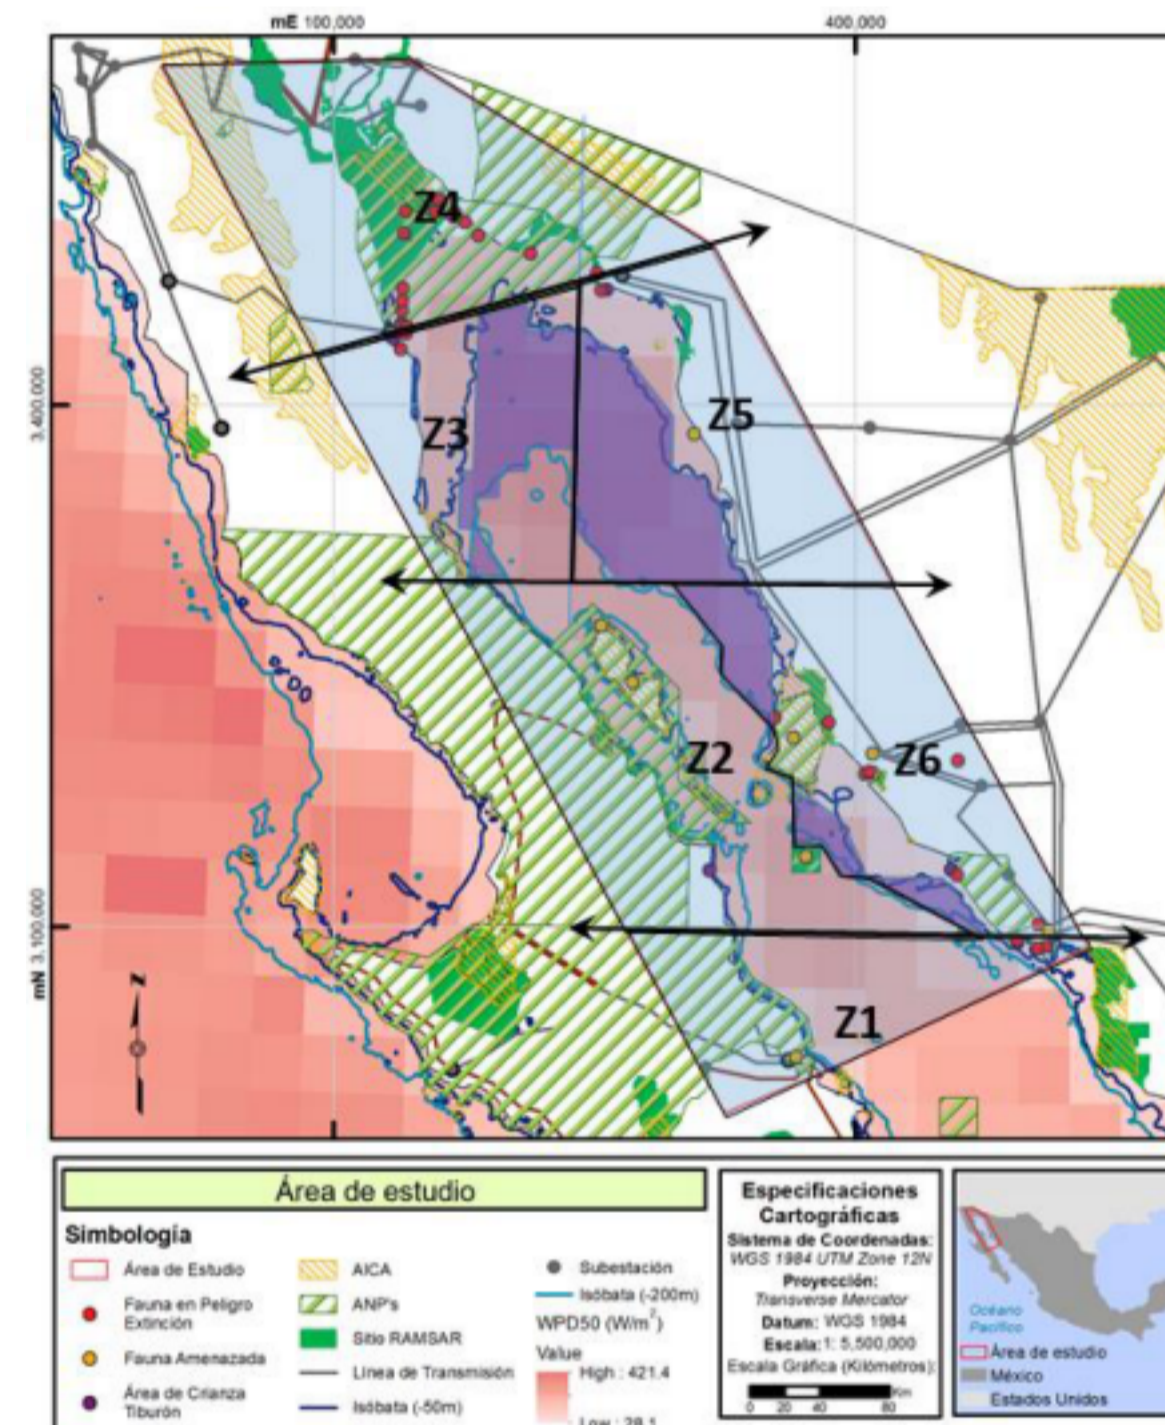 mE 100,000 400,000
3,400,000
mN 3,100,000
Z4
Z5
Z3
Z2
Z6
Z1
N
Área de estudio
Simbología
Área de Estudio
Fauna en Peligro
Extinción
Fauna Amenazada
Área de Crianza
Tiburón
AICA
ANP's
Sitio RAMSAR
Línea de Transmisión
Isóbata (-50m)
Subestación
Isóbata (-200m)
WPD50 (W/m²)
Value
High : 421.4
Low : 28.1
Especificaciones
Cartográficas
Sistema de Coordenadas:
WGS 1984 UTM Zone 12N
Proyección:
Transverse Mercator
Datum: WGS 1984
Escala: 1: 5,500,000
Escala Gráfica (Kilómetros):
Km
0 20 40 80
Océano
Pacífico
Área de estudio
México
Estados Unidos